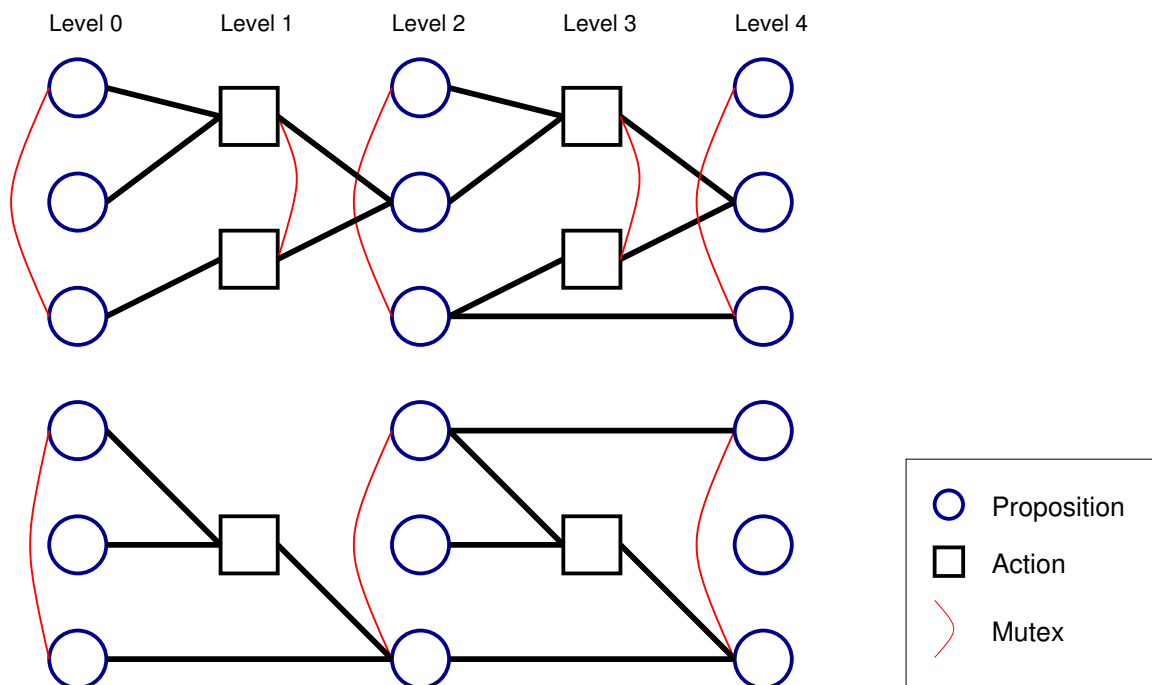 Level 0
Level 1
Level 2
Level 3
Level 4
Proposition
Action
Mutex